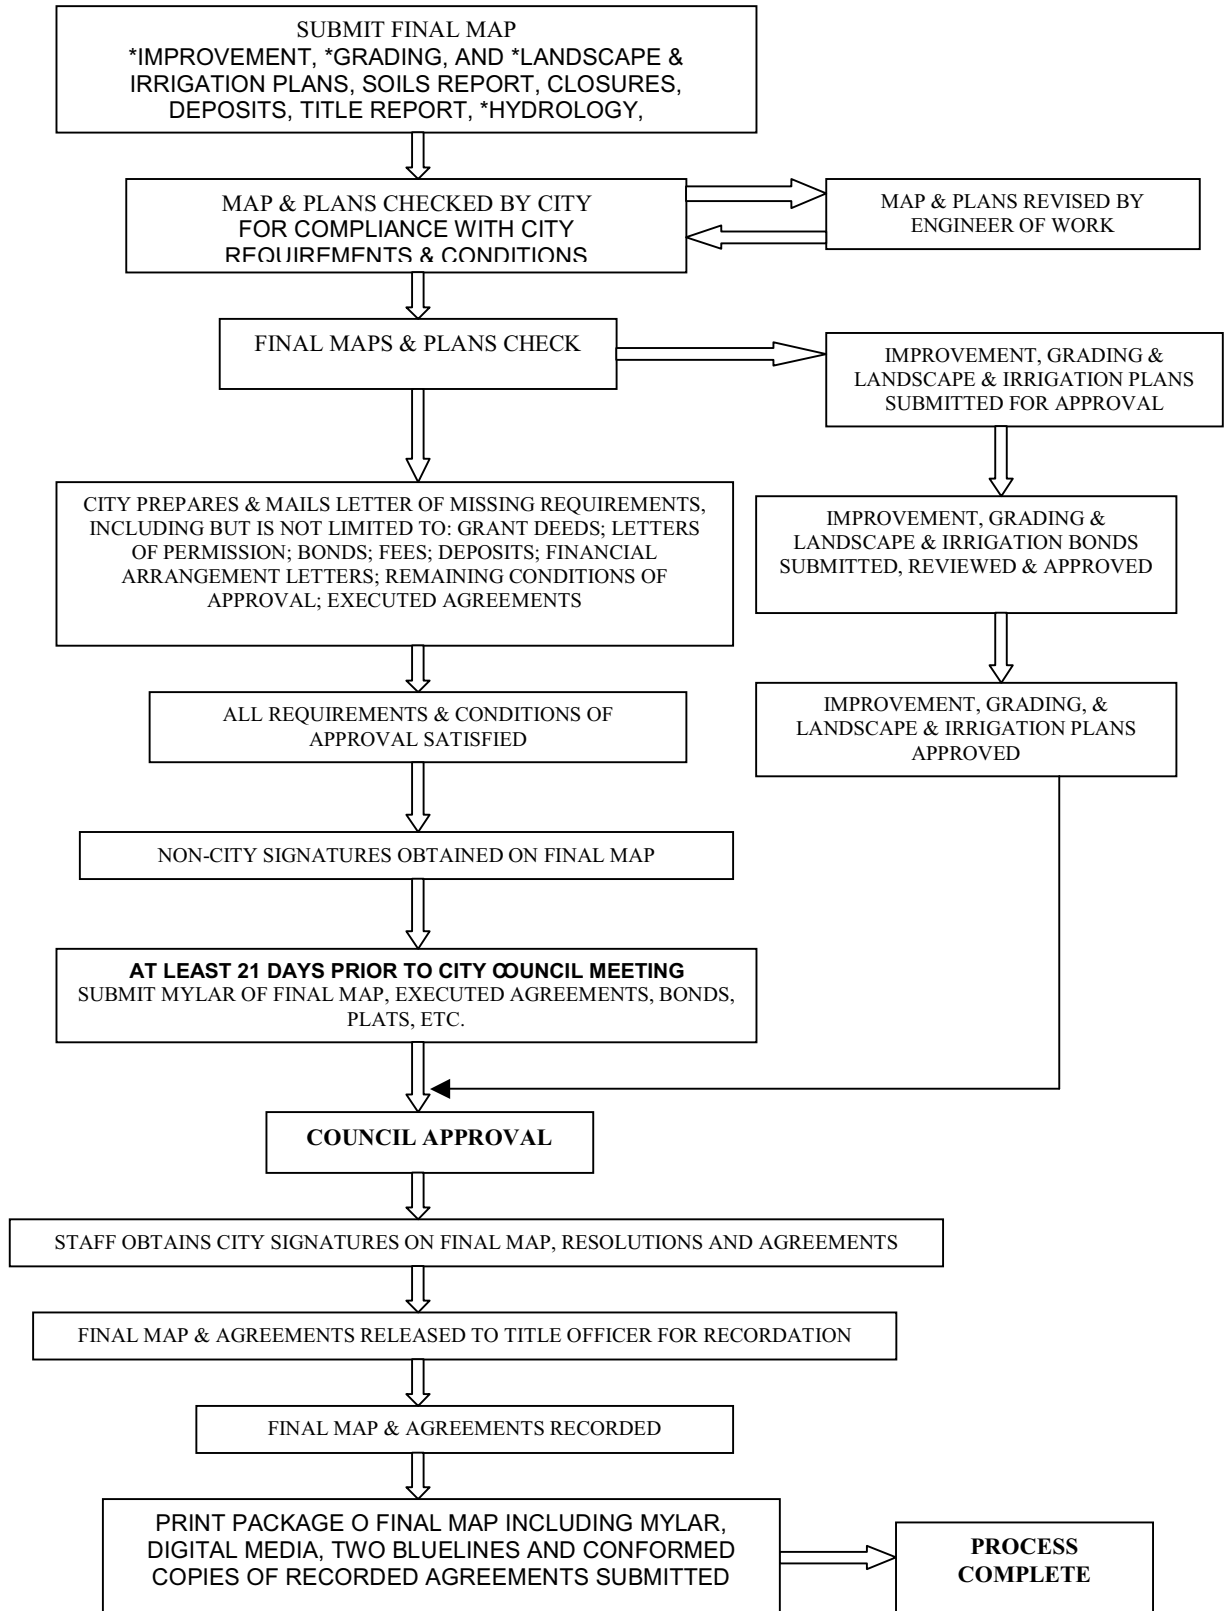 SUBMIT FINAL MAP
*IMPROVEMENT, *GRADING, AND *LANDSCAPE &
IRRIGATION PLANS, SOILS REPORT, CLOSURES,
DEPOSITS, TITLE REPORT, *HYDROLOGY,
MAP & PLANS CHECKED BY CITY
FOR COMPLIANCE WITH CITY
REQUIREMENTS & CONDITIONS
MAP & PLANS REVISED BY
ENGINEER OF WORK
FINAL MAPS & PLANS CHECK
IMPROVEMENT, GRADING &
LANDSCAPE & IRRIGATION PLANS
SUBMITTED FOR APPROVAL
CITY PREPARES & MAILS LETTER OF MISSING REQUIREMENTS,
INCLUDING BUT IS NOT LIMITED TO: GRANT DEEDS; LETTERS
OF PERMISSION; BONDS; FEES; DEPOSITS; FINANCIAL
ARRANGEMENT LETTERS; REMAINING CONDITIONS OF
APPROVAL; EXECUTED AGREEMENTS
IMPROVEMENT, GRADING &
LANDSCAPE & IRRIGATION BONDS
SUBMITTED, REVIEWED & APPROVED
ALL REQUIREMENTS & CONDITIONS OF
APPROVAL SATISFIED
IMPROVEMENT, GRADING, &
LANDSCAPE & IRRIGATION PLANS
APPROVED
NON-CITY SIGNATURES OBTAINED ON FINAL MAP
AT LEAST 21 DAYS PRIOR TO CITY COUNCIL MEETING
SUBMIT MYLAR OF FINAL MAP, EXECUTED AGREEMENTS, BONDS,
PLATS, ETC.
COUNCIL APPROVAL
STAFF OBTAINS CITY SIGNATURES ON FINAL MAP, RESOLUTIONS AND AGREEMENTS
FINAL MAP & AGREEMENTS RELEASED TO TITLE OFFICER FOR RECORDATION
FINAL MAP & AGREEMENTS RECORDED
PRINT PACKAGE O FINAL MAP INCLUDING MYLAR,
DIGITAL MEDIA, TWO BLUELINES AND CONFORMED
COPIES OF RECORDED AGREEMENTS SUBMITTED
PROCESS
COMPLETE